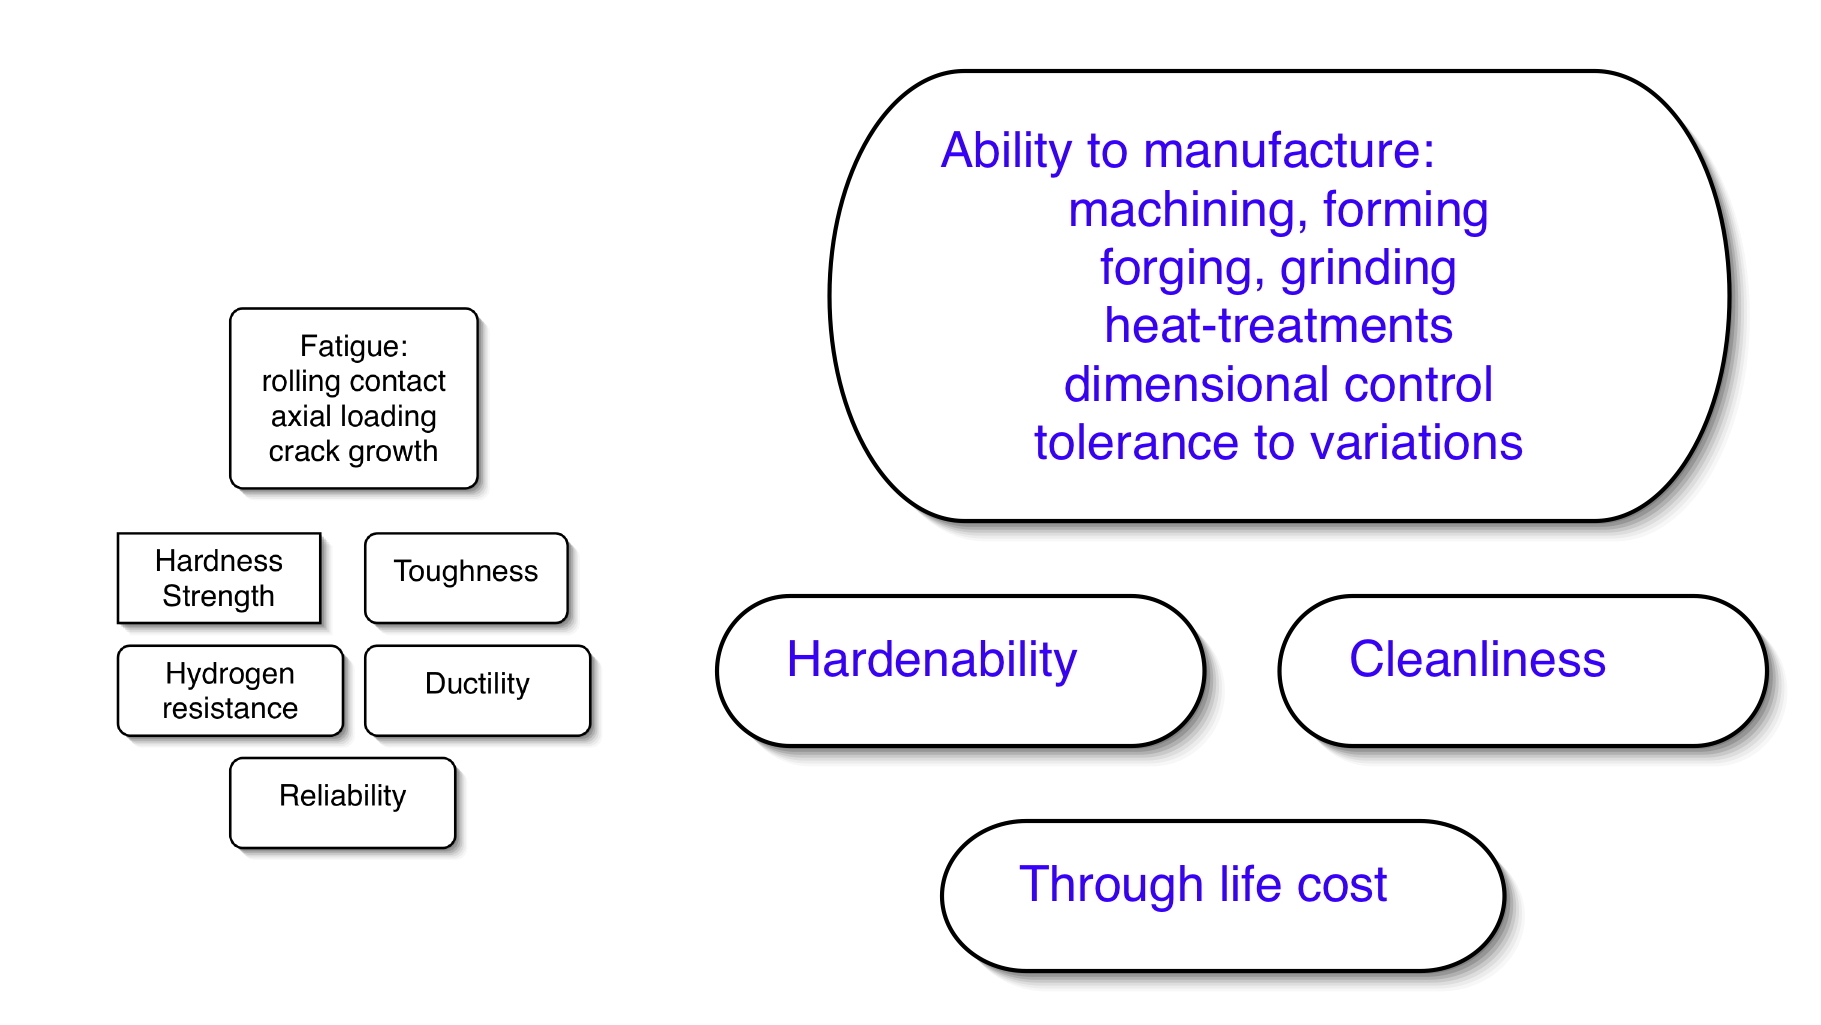 Fatigue:
rolling contact
axial loading
crack growth
Hardness
Strength
Toughness
Hydrogen
resistance
Ductility
Reliability
Ability to manufacture:
machining, forming
forging, grinding
heat-treatments
dimensional control
tolerance to variations
Hardenability
Cleanliness
Through life cost